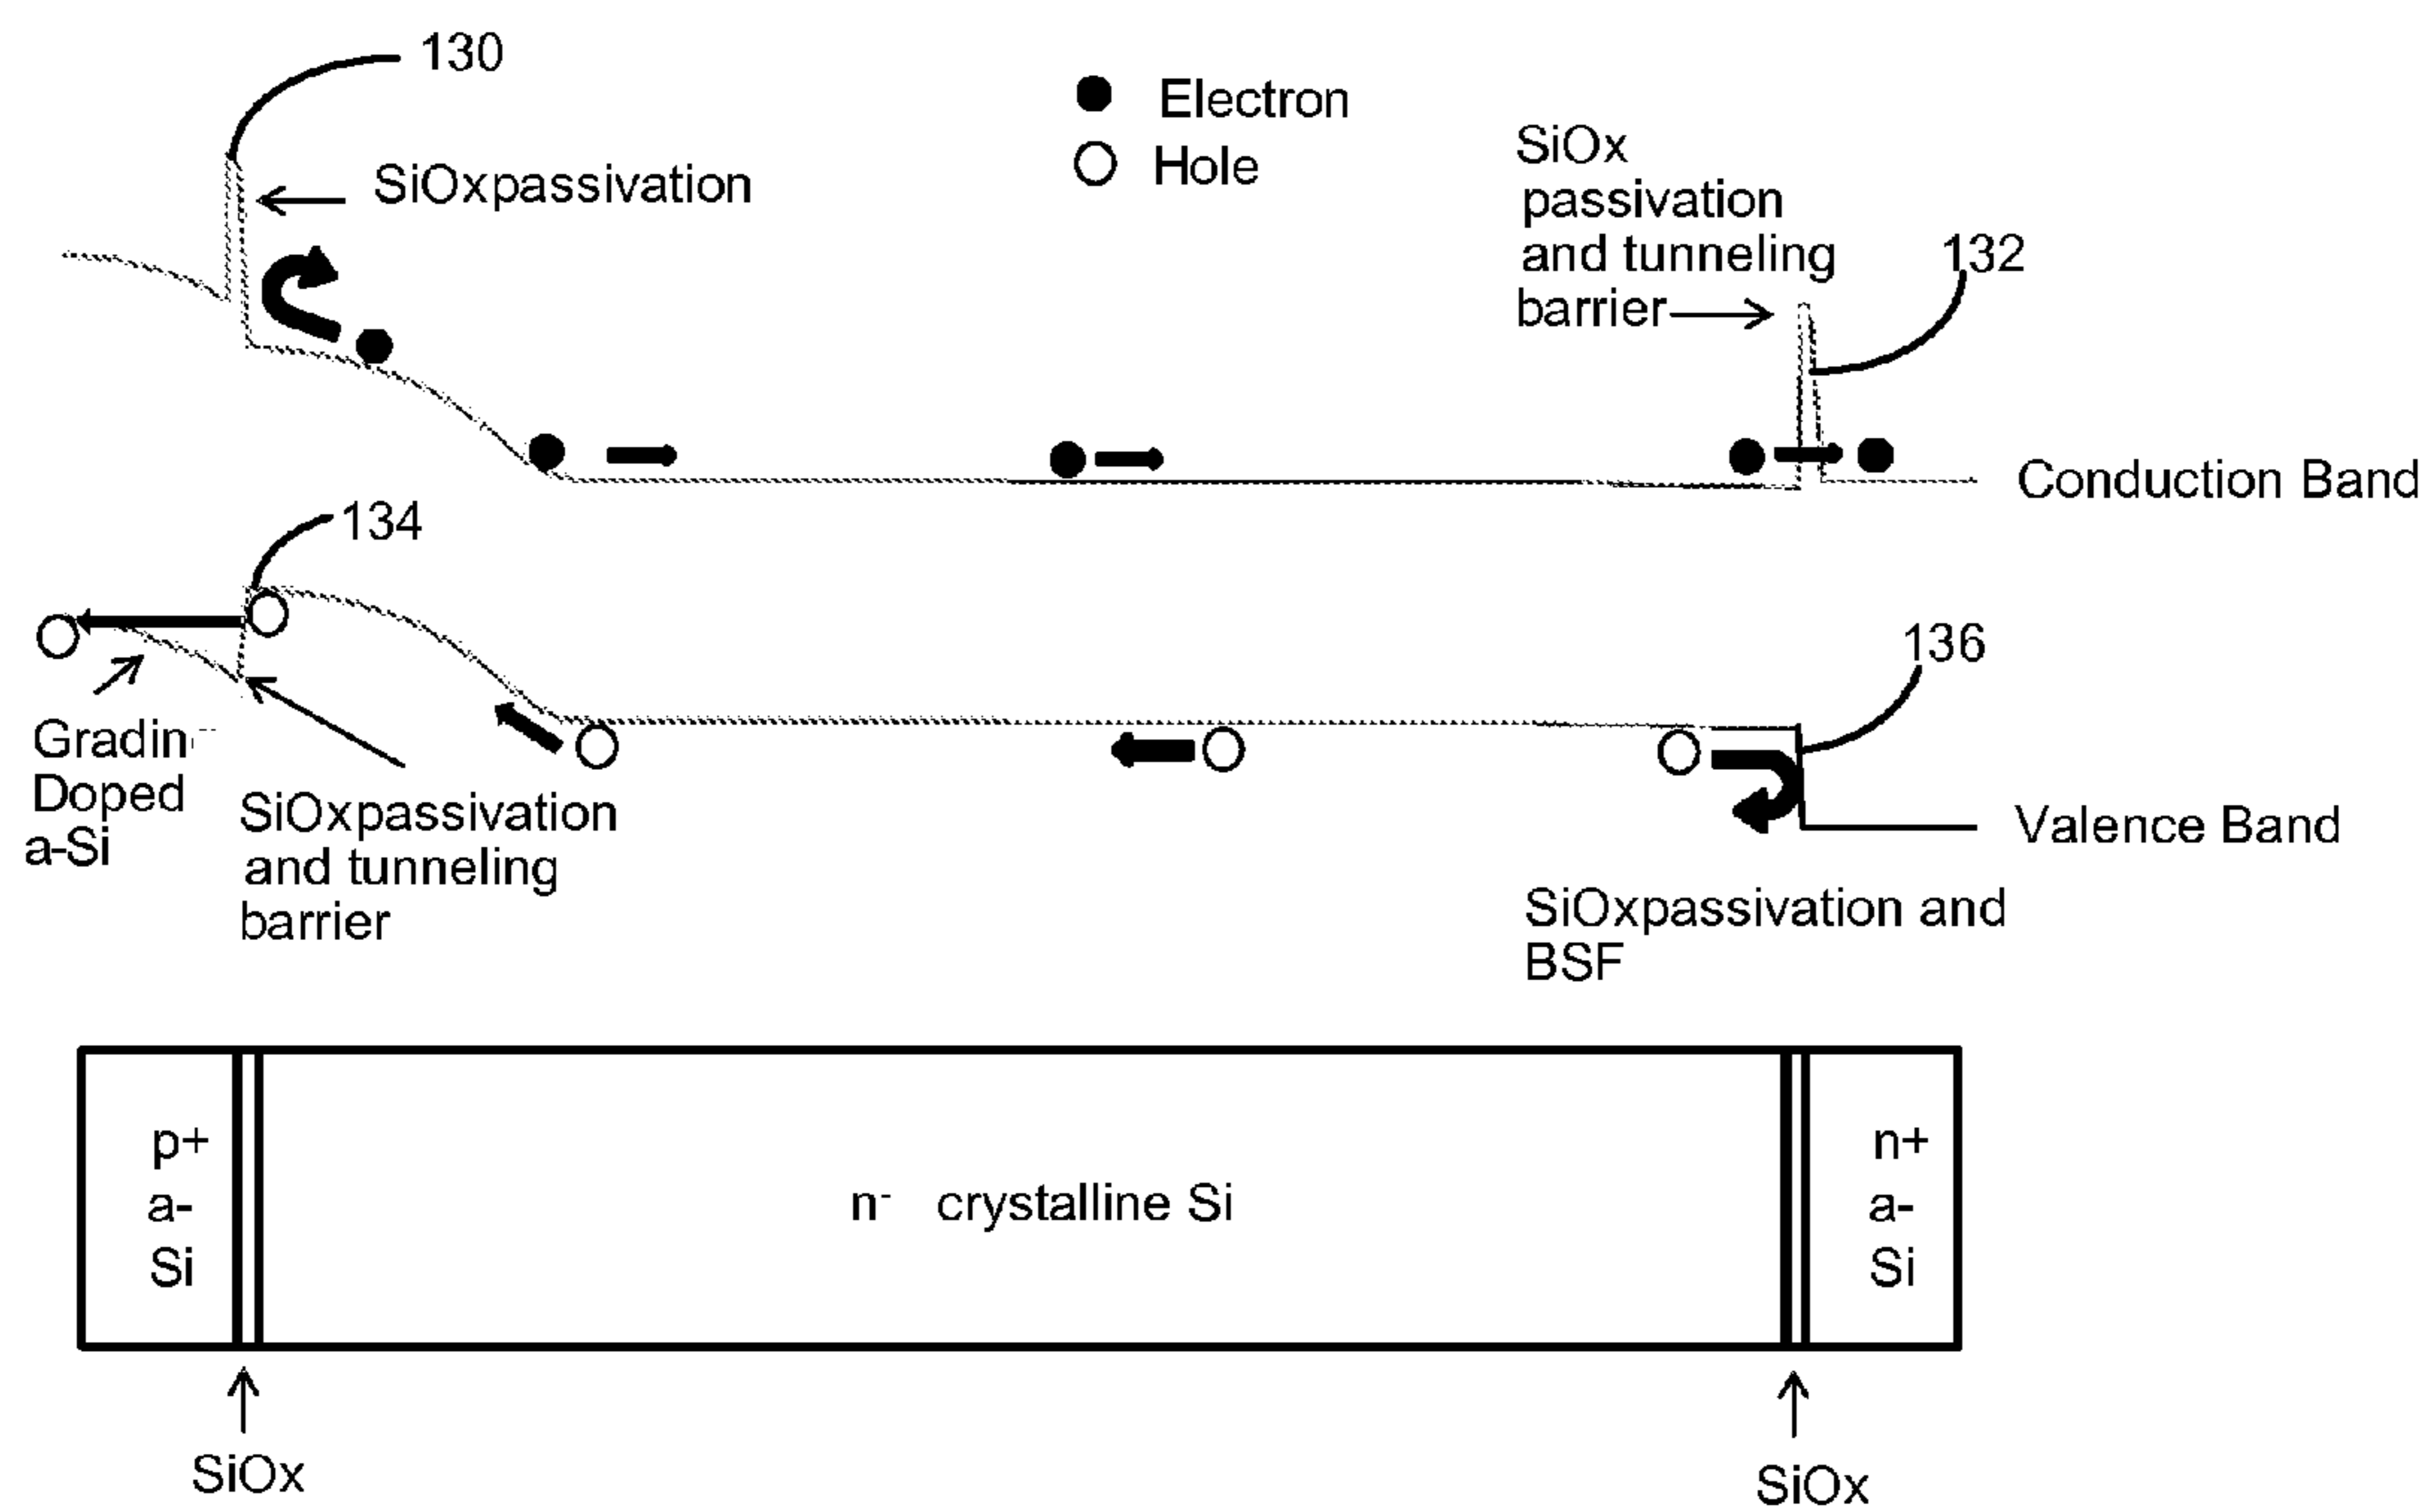 130
SiOxpassivation
Electron
Hole
SiOx
passivation
and tunneling
barrier
132
Conduction Band
134
136
Gradin
Doped
a-Si
SiOxpassivation
and tunneling
barrier
Valence Band
SiOxpassivation and
BSF
p+
a-
Si
n⁻ crystalline Si
n+
a-
Si
SiOx
SiOx